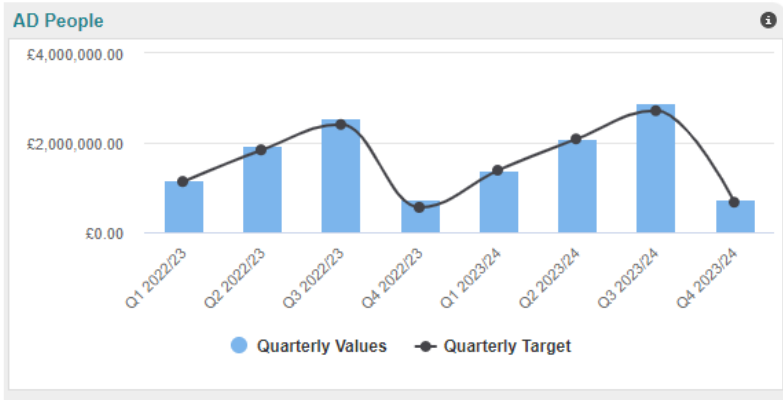 AD People
£4,000,000.00
£2,000,000.00
£0.00
Q1 2022/23
Q2 2022/23
Q3 2022/23
Q4 2022/23
Q1 2023/24
Q2 2023/24
Q3 2023/24
Q4 2023/24
Quarterly Values
Quarterly Target